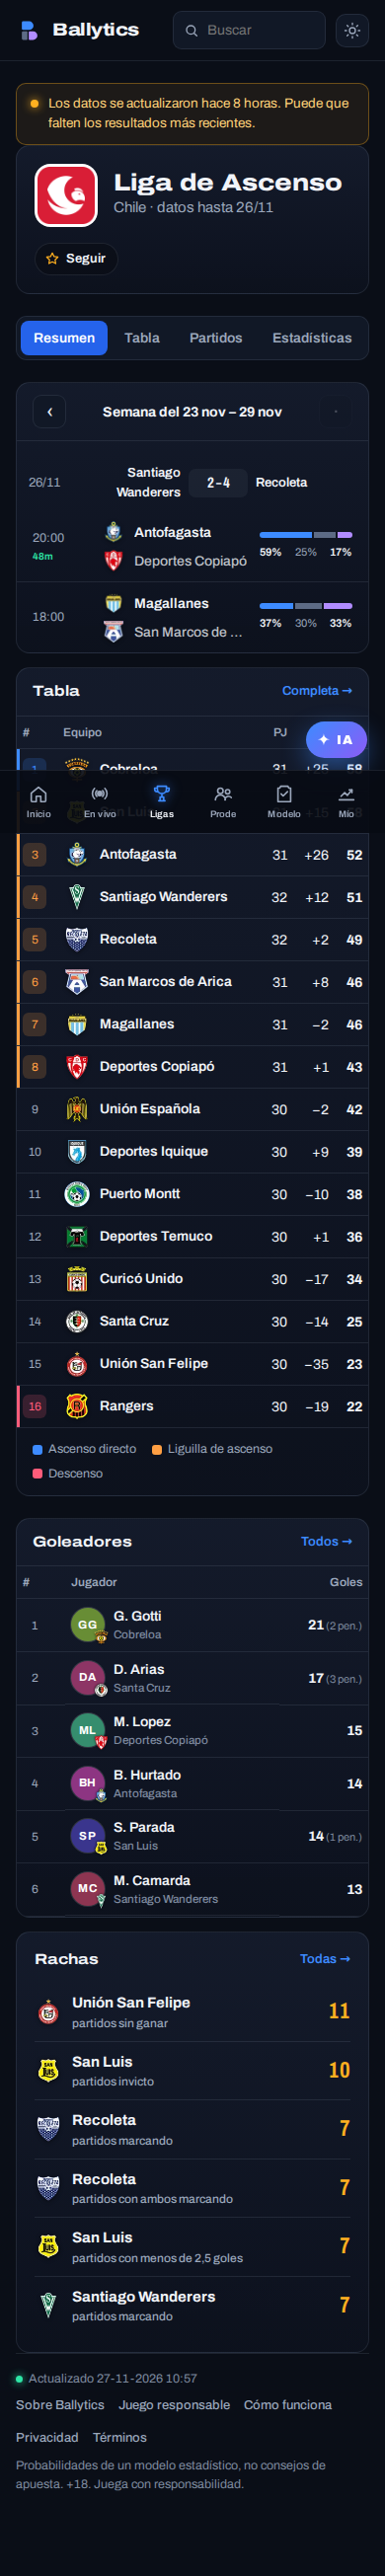 Ballytics
Buscar
Los datos se actualizaron hace 8 horas. Puede que
falten los resultados más recientes.
Liga de Ascenso
Chile · datos hasta 26/11
Seguir
Resumen Tabla Partidos Estadísticas
Semana del 23 nov – 29 nov
26/11 Santiago Wanderers 2–4 Recoleta
20:00 Antofagasta
48m Deportes Copiapó 59% 25% 17%
18:00 Magallanes
San Marcos de ... 37% 30% 33%
Tabla Completa →
# Equipo PJ
IA
1 Cobreloa 31 +25 58
Inicio En vivo Ligas Prode Modelo Mío
3 Antofagasta 31 +26 52
4 Santiago Wanderers 32 +12 51
5 Recoleta 32 +2 49
6 San Marcos de Arica 31 +8 46
7 Magallanes 31 −2 46
8 Deportes Copiapó 31 +1 43
9 Unión Española 30 −2 42
10 Deportes Iquique 30 +9 39
11 Puerto Montt 30 −10 38
12 Deportes Temuco 30 +1 36
13 Curicó Unido 30 −17 34
14 Santa Cruz 30 −14 25
15 Unión San Felipe 30 −35 23
16 Rangers 30 −19 22
Ascenso directo Liguilla de ascenso
Descenso
Goleadores Todos →
# Jugador Goles
1 GG G. Gotti 21 (2 pen.)
Cobreloa
2 DA D. Arias 17 (3 pen.)
Santa Cruz
3 ML M. Lopez 15
Deportes Copiapó
4 BH B. Hurtado 14
Antofagasta
5 SP S. Parada 14 (1 pen.)
San Luis
6 MC M. Camarda 13
Santiago Wanderers
Rachas Todas →
Unión San Felipe 11
partidos sin ganar
San Luis 10
partidos invicto
Recoleta 7
partidos marcando
Recoleta 7
partidos con ambos marcando
San Luis 7
partidos con menos de 2,5 goles
Santiago Wanderers 7
partidos marcando
Actualizado 27-11-2026 10:57
Sobre Ballytics Juego responsable Cómo funciona
Privacidad Términos
Probabilidades de un modelo estadístico, no consejos de
apuesta. +18. Juega con responsabilidad.